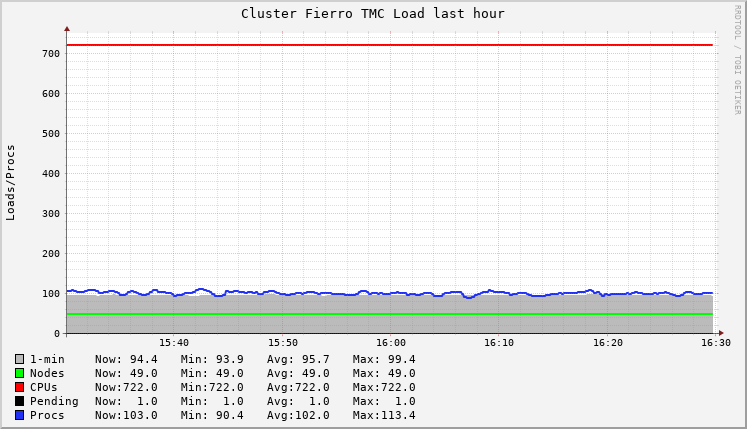 Cluster Fierro TMC Load last hour
RRDTOOL / TOBI OETIKER
Loads/Procs
700
600
500
400
300
200
100
0
15:40 15:50 16:00 16:10 16:20 16:30
1-min Now: 94.4 Min: 93.9 Avg: 95.7 Max: 99.4
Nodes Now: 49.0 Min: 49.0 Avg: 49.0 Max: 49.0
CPUs Now:722.0 Min:722.0 Avg:722.0 Max:722.0
Pending Now: 1.0 Min: 1.0 Avg: 1.0 Max: 1.0
Procs Now:103.0 Min: 90.4 Avg:102.0 Max:113.4